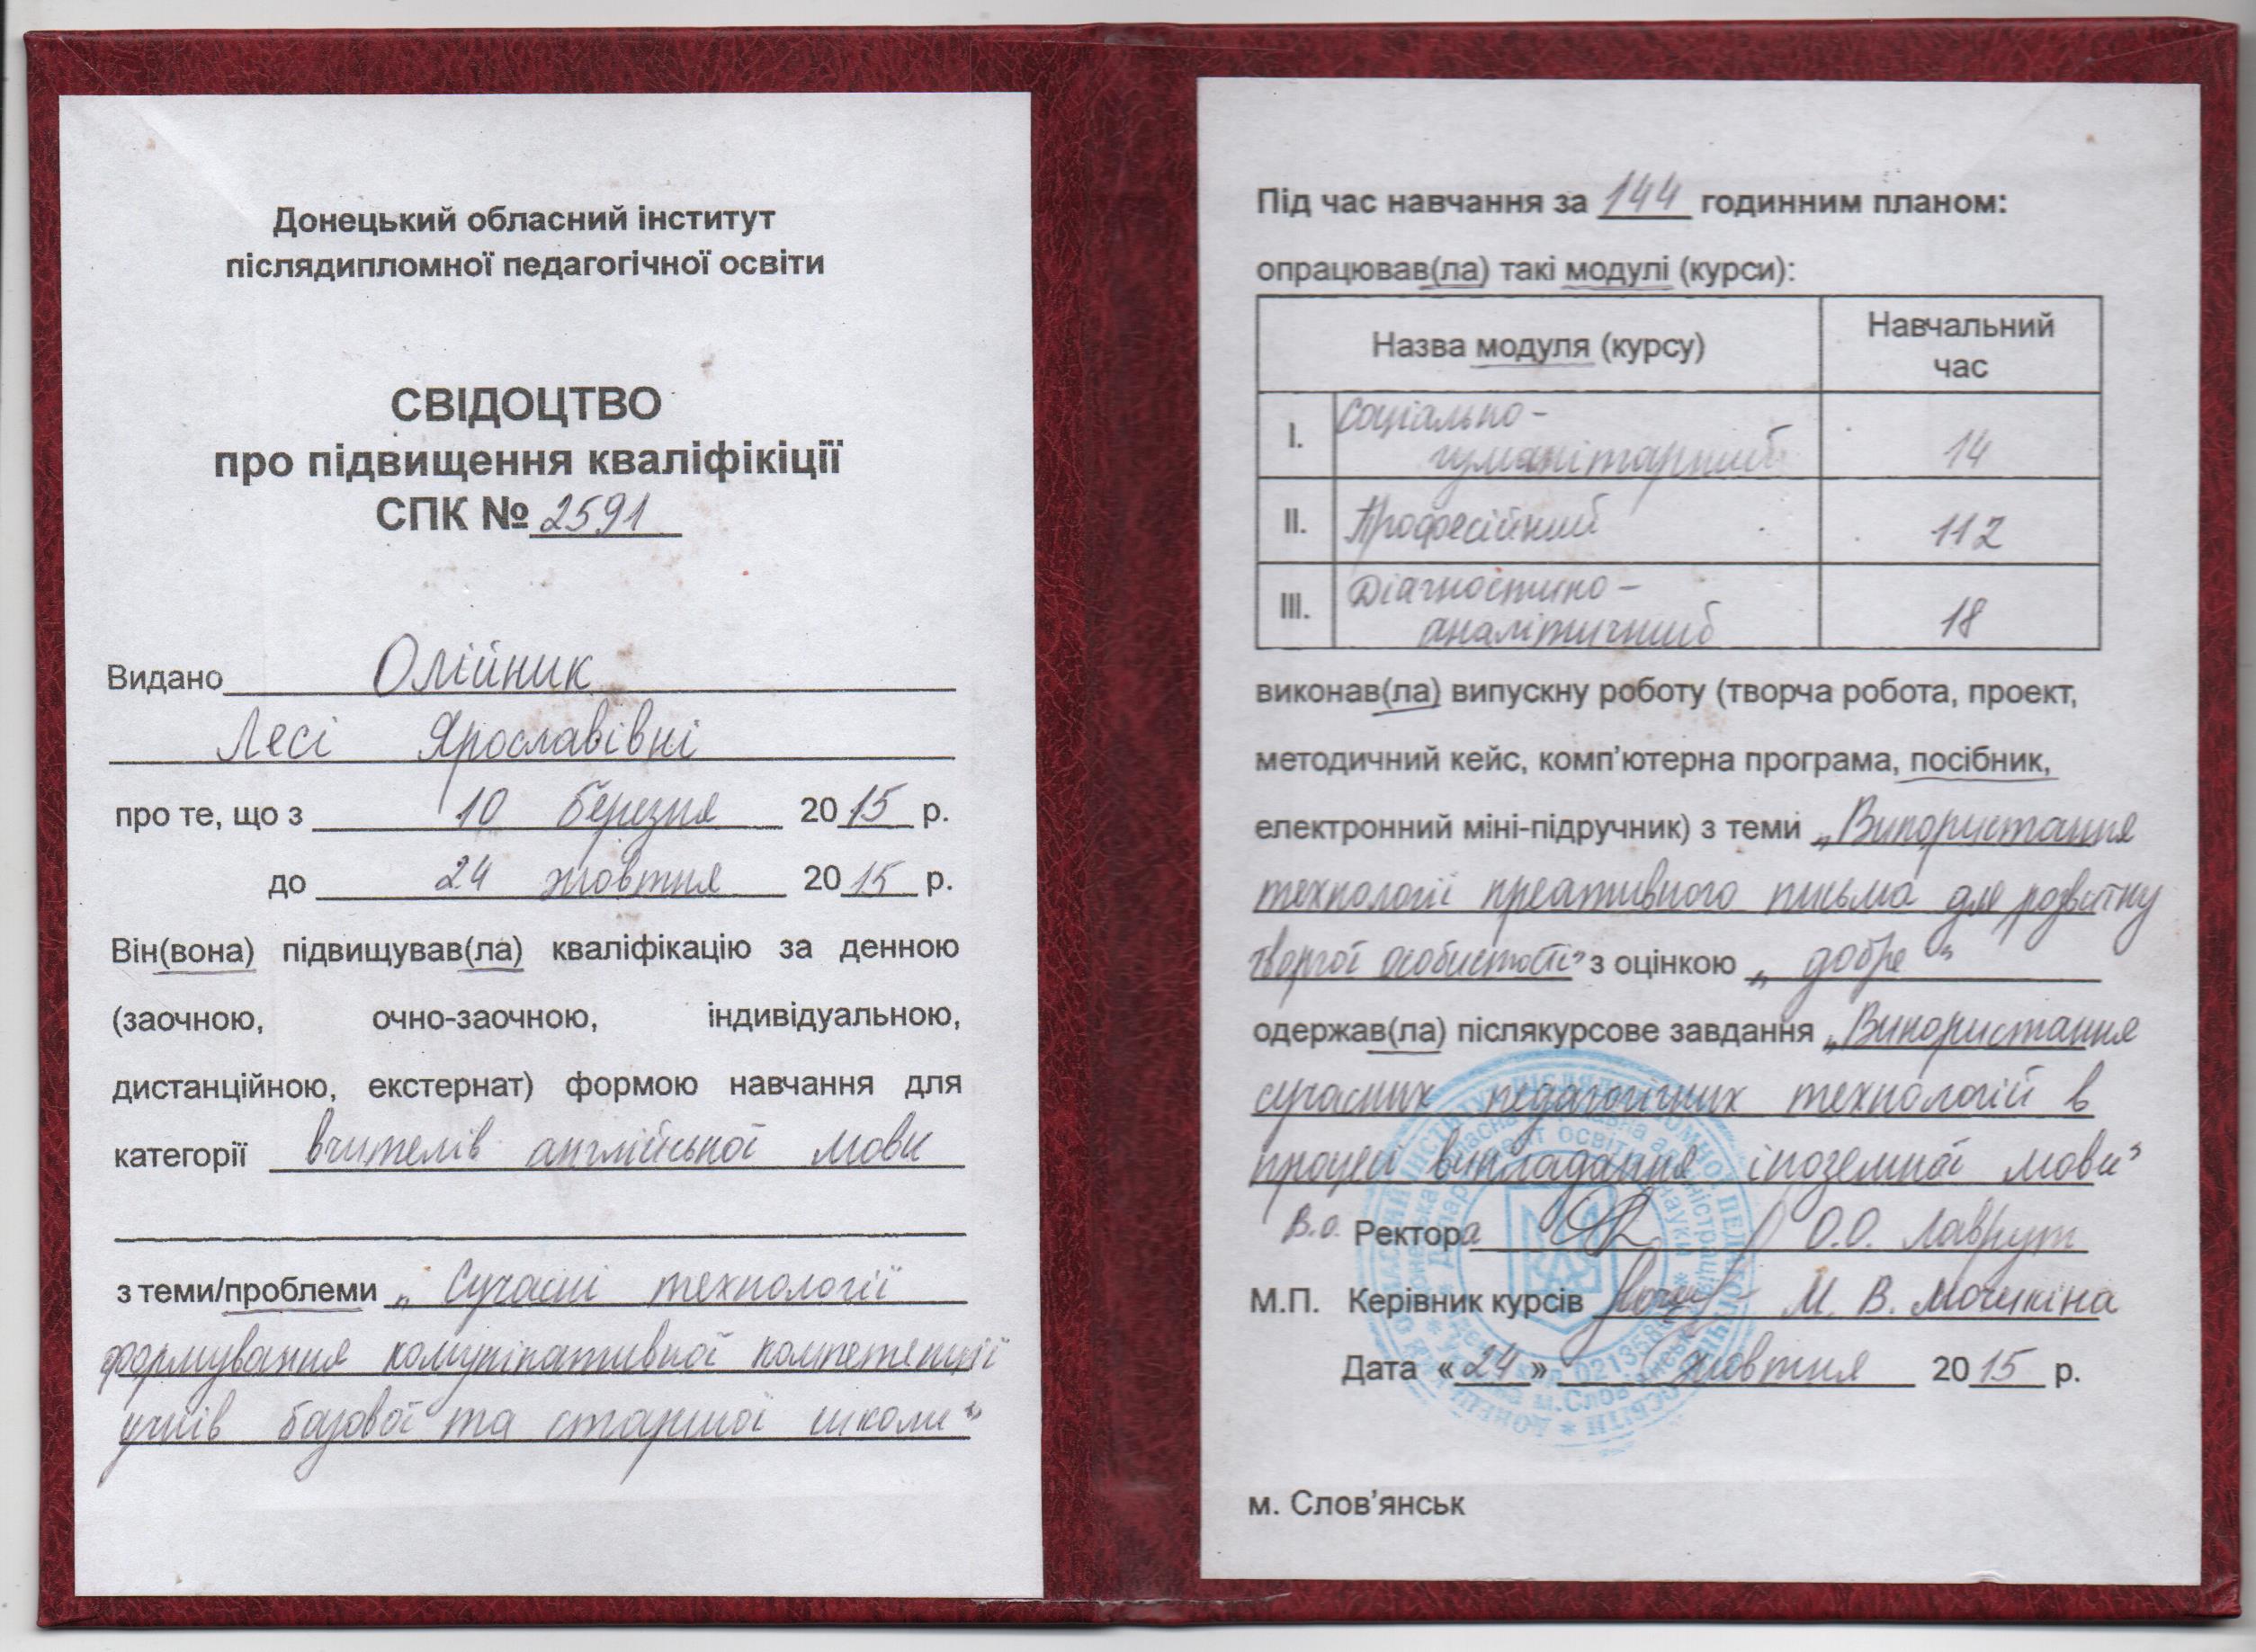 Донецький обласний інститут
післядипломної педагогічної освіти
СВІДОЦТВО
про підвищення кваліфікіції
СПК № 2591
Видано Олійник
Лесі Ярославівні
про те, що з 10 березня 2015 р.
до 24 жовтня 2015 р.
Він(вона) підвищував(ла) кваліфікацію за денною
(заочною, очно-заочною, індивідуальною,
дистанційною, екстернат) формою навчання для
категорії вчителів англійської мови
з теми/проблеми „Сучасні технології
формування комунікативної компетенції
учнів базової та старшої школи"
Під час навчання за 144 годинним планом:
опрацював(ла) такі модулі (курси):
Назва модуля (курсу) Навчальний
час
I. Соціально-
гуманітарний 14
II. Професійний 112
III. Діагностико-
аналітичний 18
виконав(ла) випускну роботу (творча робота, проект,
методичний кейс, комп'ютерна програма, посібник,
електронний міні-підручник) з теми „Використання
технології креативного письма для розвитку
творчої особистості" з оцінкою „добре"
одержав(ла) післякурсове завдання „Використання
сучасних педагогічних технологій в
процесі викладання іноземної мови"
В.о. Ректора О.О. Лаврут
М.П. Керівник курсів М. В. Мочикіна
Дата «24» жовтня 2015 р.
м. Слов'янськ